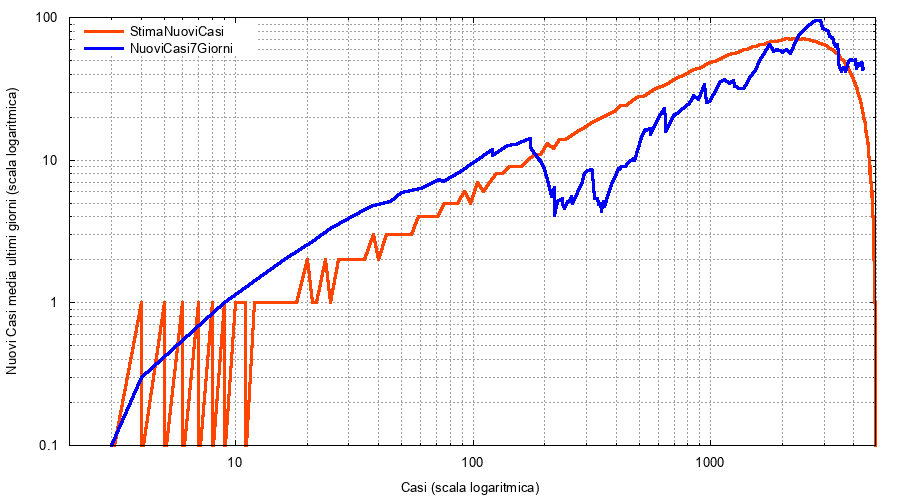 100
StimaNuoviCasi
NuoviCasi7Giorni
Nuovi Casi media ultimi giorni (scala logaritmica)
10
1
0.1
10
100
1000
Casi (scala logaritmica)